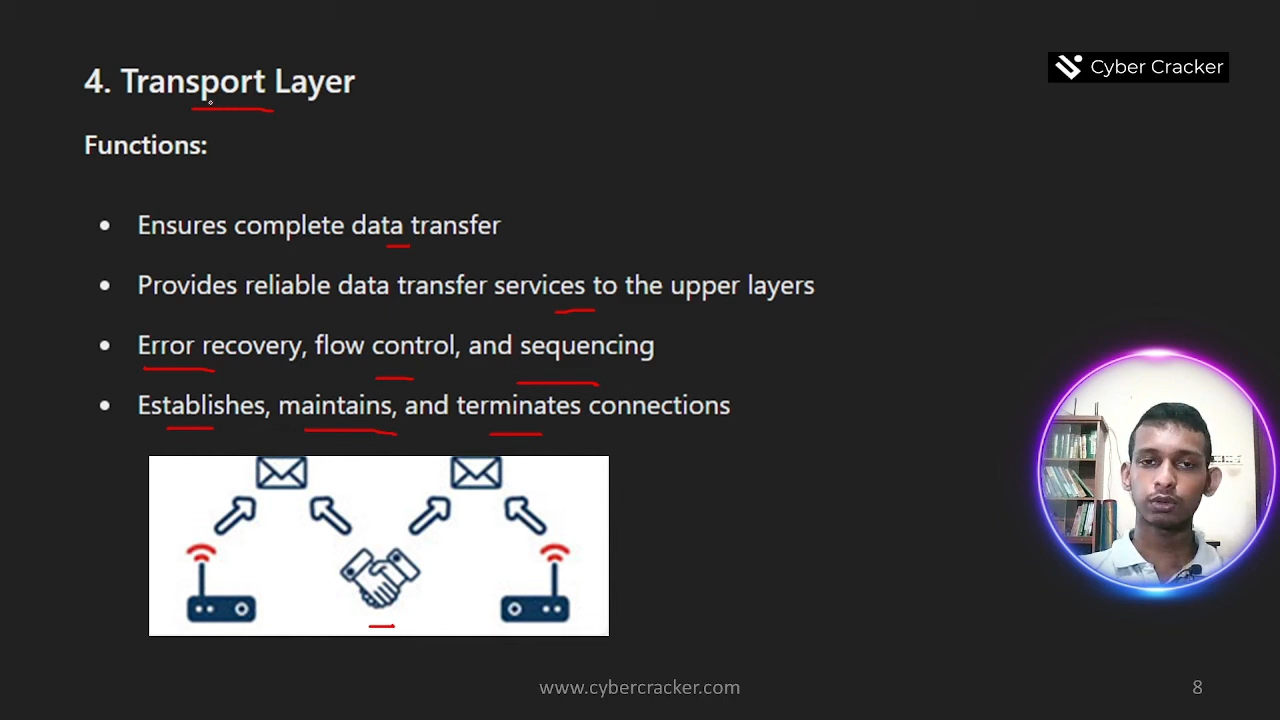 4. Transport Layer
Cyber Cracker
Functions:
• Ensures complete data transfer
• Provides reliable data transfer services to the upper layers
• Error recovery, flow control, and sequencing
• Establishes, maintains, and terminates connections
www.cybercracker.com
8